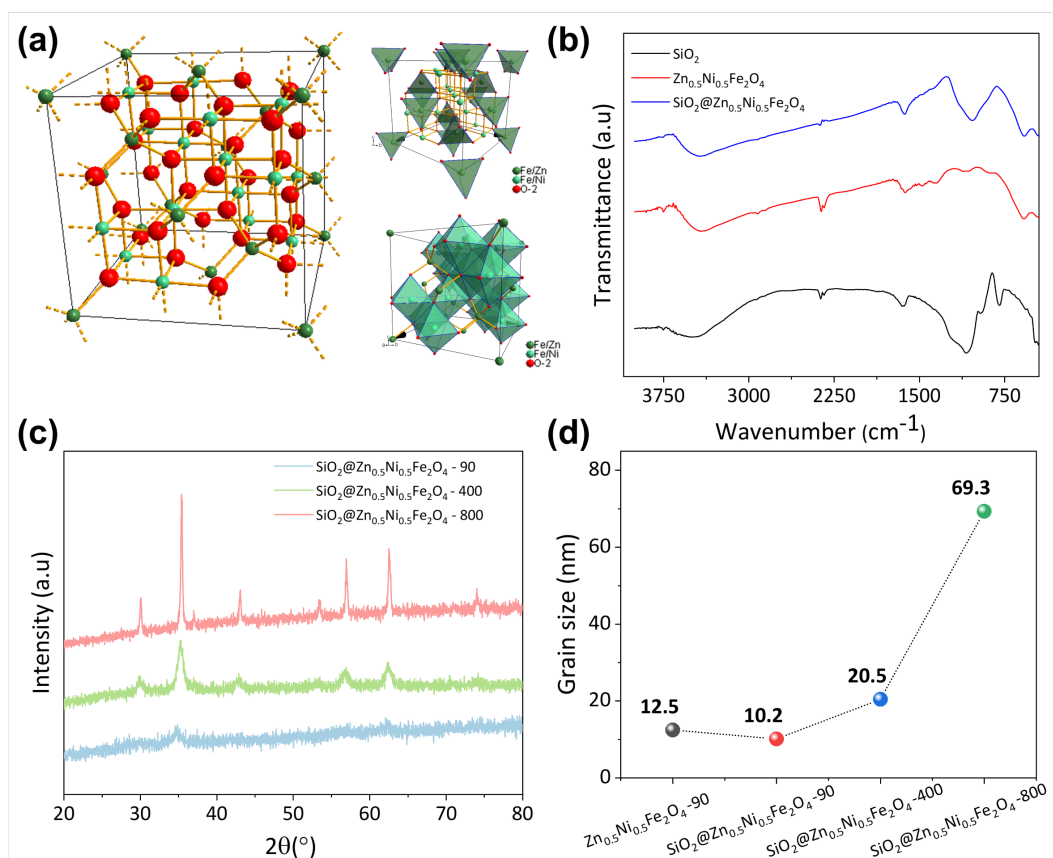 (a)
Fe/Zn
Fe/Ni
O-2
Fe/Zn
Fe/Ni
O-2
(b)
SiO₂
Zn₀.₅Ni₀.₅Fe₂O₄
SiO₂@Zn₀.₅Ni₀.₅Fe₂O₄
Transmittance (a.u)
3750 3000 2250 1500 750
Wavenumber (cm⁻¹)
(c)
SiO₂@Zn₀.₅Ni₀.₅Fe₂O₄ - 90
SiO₂@Zn₀.₅Ni₀.₅Fe₂O₄ - 400
SiO₂@Zn₀.₅Ni₀.₅Fe₂O₄ - 800
Intensity (a.u)
20 30 40 50 60 70 80
2θ(°)
(d)
80
60
40
20
0
Grain size (nm)
12.5
10.2
20.5
69.3
Zn₀.₅Ni₀.₅Fe₂O₄-90
SiO₂@Zn₀.₅Ni₀.₅Fe₂O₄-90
SiO₂@Zn₀.₅Ni₀.₅Fe₂O₄-400
SiO₂@Zn₀.₅Ni₀.₅Fe₂O₄-800